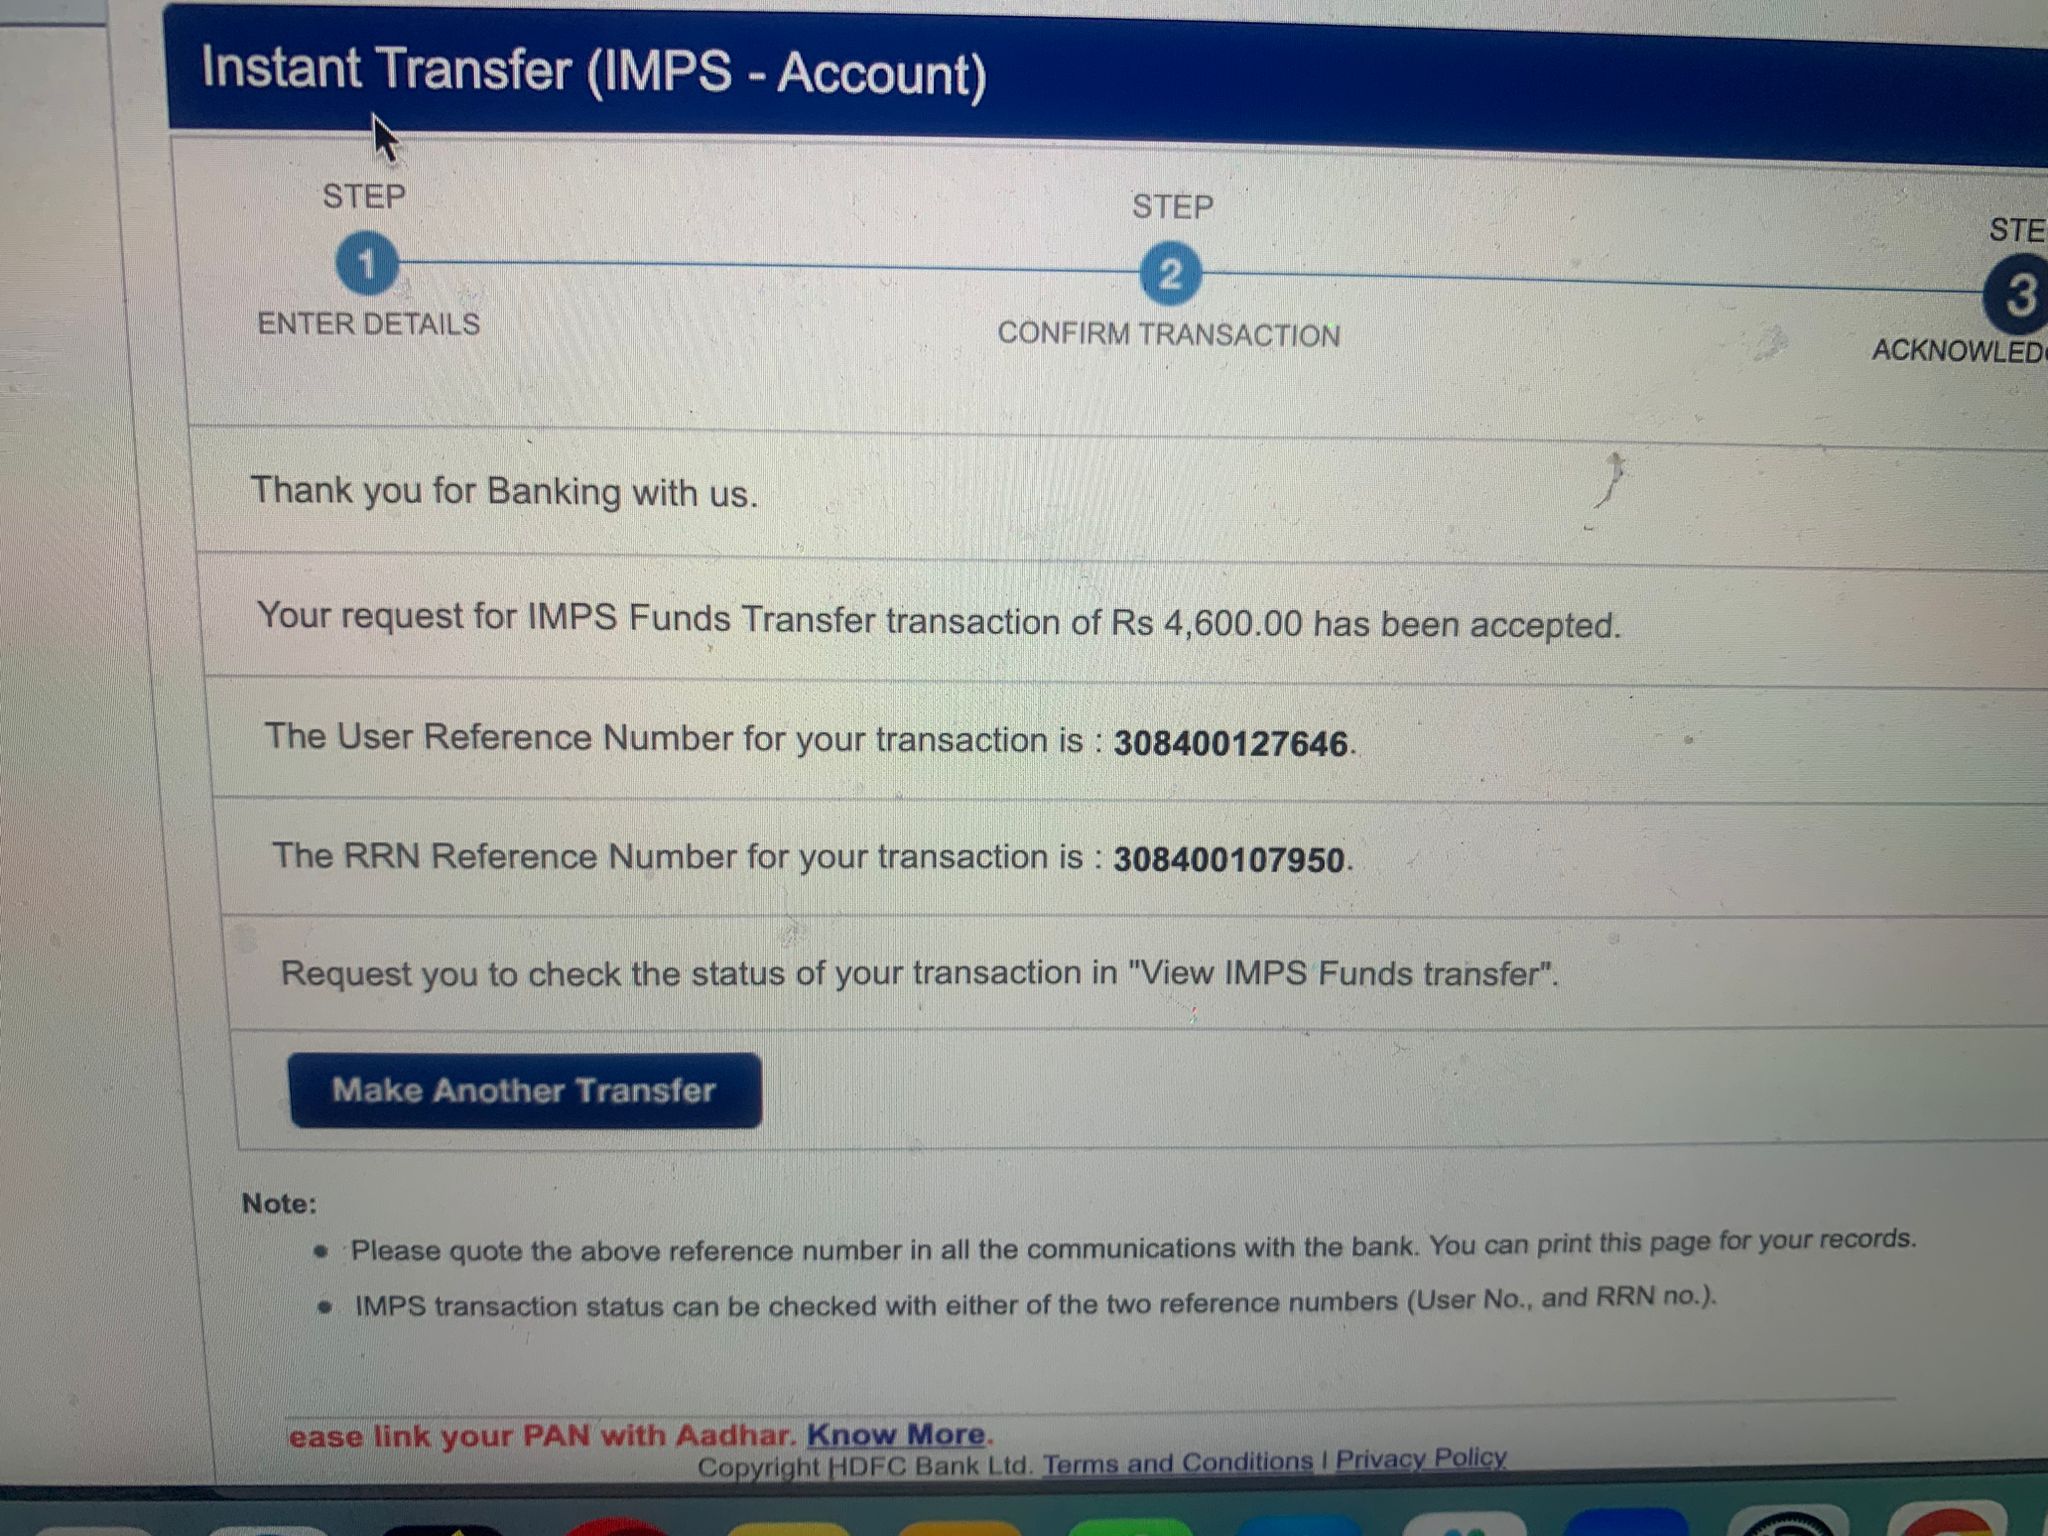 Instant Transfer (IMPS - Account)
STEP STEP STE
1 2 3
ENTER DETAILS CONFIRM TRANSACTION ACKNOWLED
Thank you for Banking with us.
Your request for IMPS Funds Transfer transaction of Rs 4,600.00 has been accepted.
The User Reference Number for your transaction is : 308400127646.
The RRN Reference Number for your transaction is : 308400107950.
Request you to check the status of your transaction in "View IMPS Funds transfer".
Make Another Transfer
Note:
• Please quote the above reference number in all the communications with the bank. You can print this page for your records.
• IMPS transaction status can be checked with either of the two reference numbers (User No., and RRN no.).
ease link your PAN with Aadhar. Know More.
Copyright HDFC Bank Ltd. Terms and Conditions | Privacy Policy